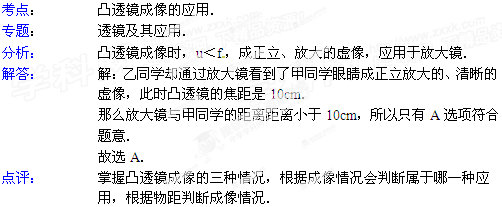 考点： 凸透镜成像的应用．
专题： 透镜及其应用．
分析： 凸透镜成像时，u＜f，成正立、放大的虚像，应用于放大镜．
解答： 解：乙同学却通过放大镜看到了甲同学眼睛成正立放大的、清晰的
虚像，此时凸透镜的焦距是 10cm.
那么放大镜与甲同学的距离距离小于 10cm，所以只有 A 选项符合
题意．
故选 A.
点评： 掌握凸透镜成像的三种情况，根据成像情况会判断属于哪一种应
用，根据物距判断成像情况．